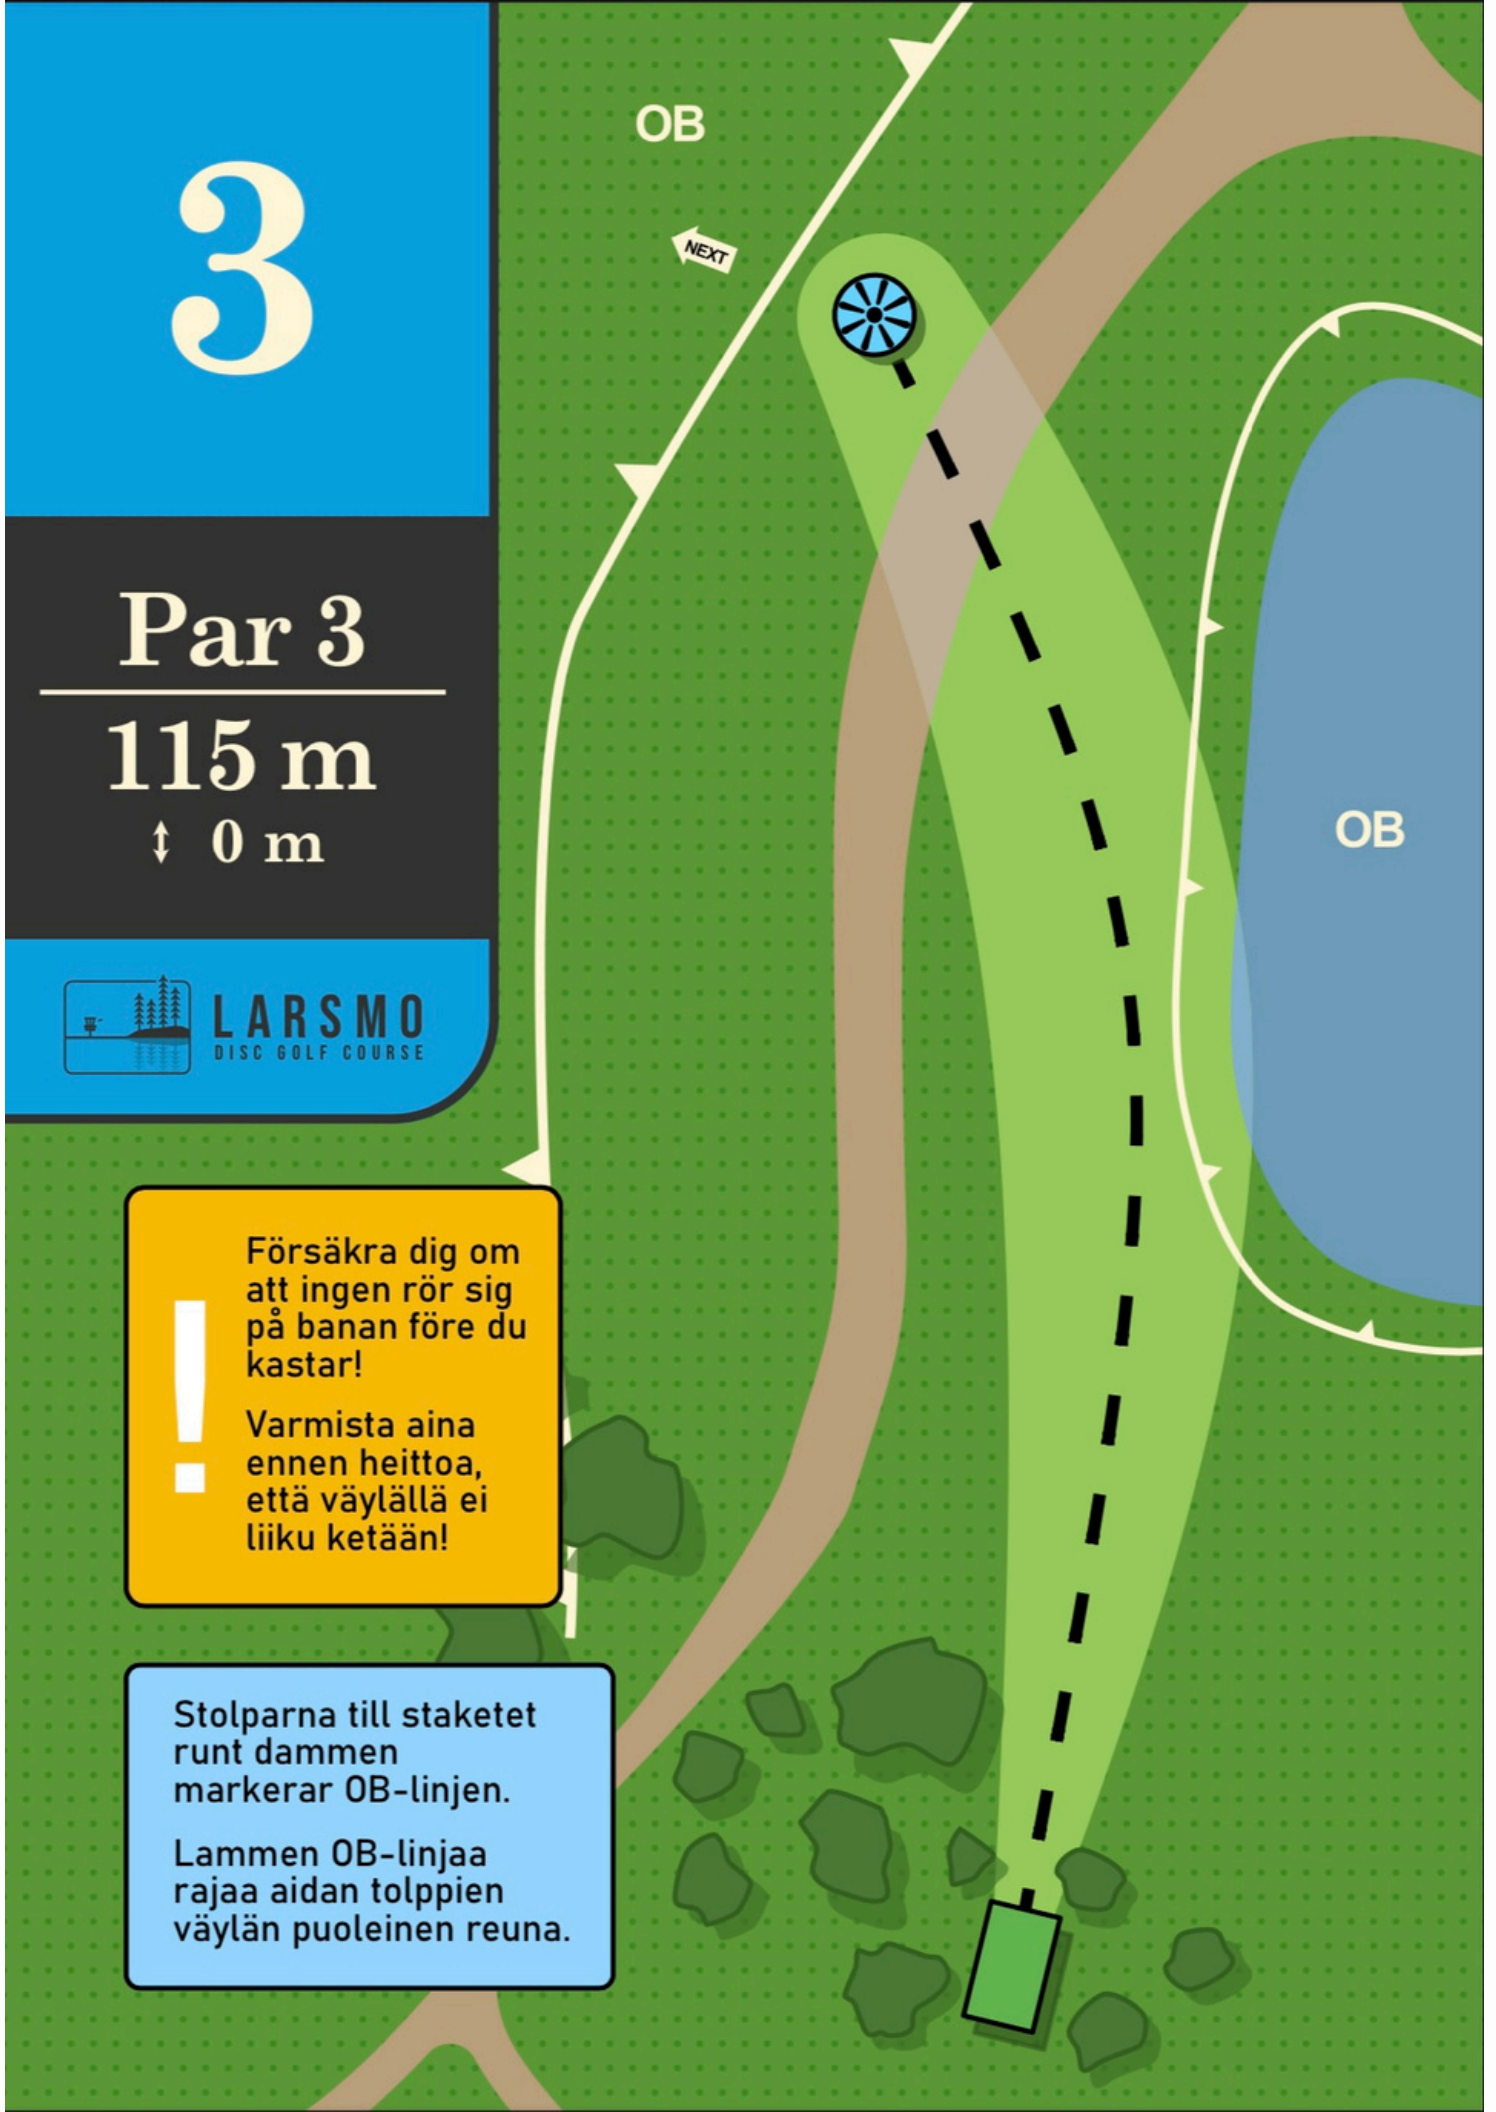 3
Par 3
115 m
↕ 0 m
LARSMO
DISC GOLF COURSE
OB
NEXT
OB
!
Försäkra dig om
att ingen rör sig
på banan före du
kastar!
Varmista aina
ennen heittoa,
että väylällä ei
liiku ketään!
Stolparna till staketet
runt dammen
markerar OB-linjen.
Lammen OB-linjaa
rajaa aidan tolppien
väylän puoleinen reuna.